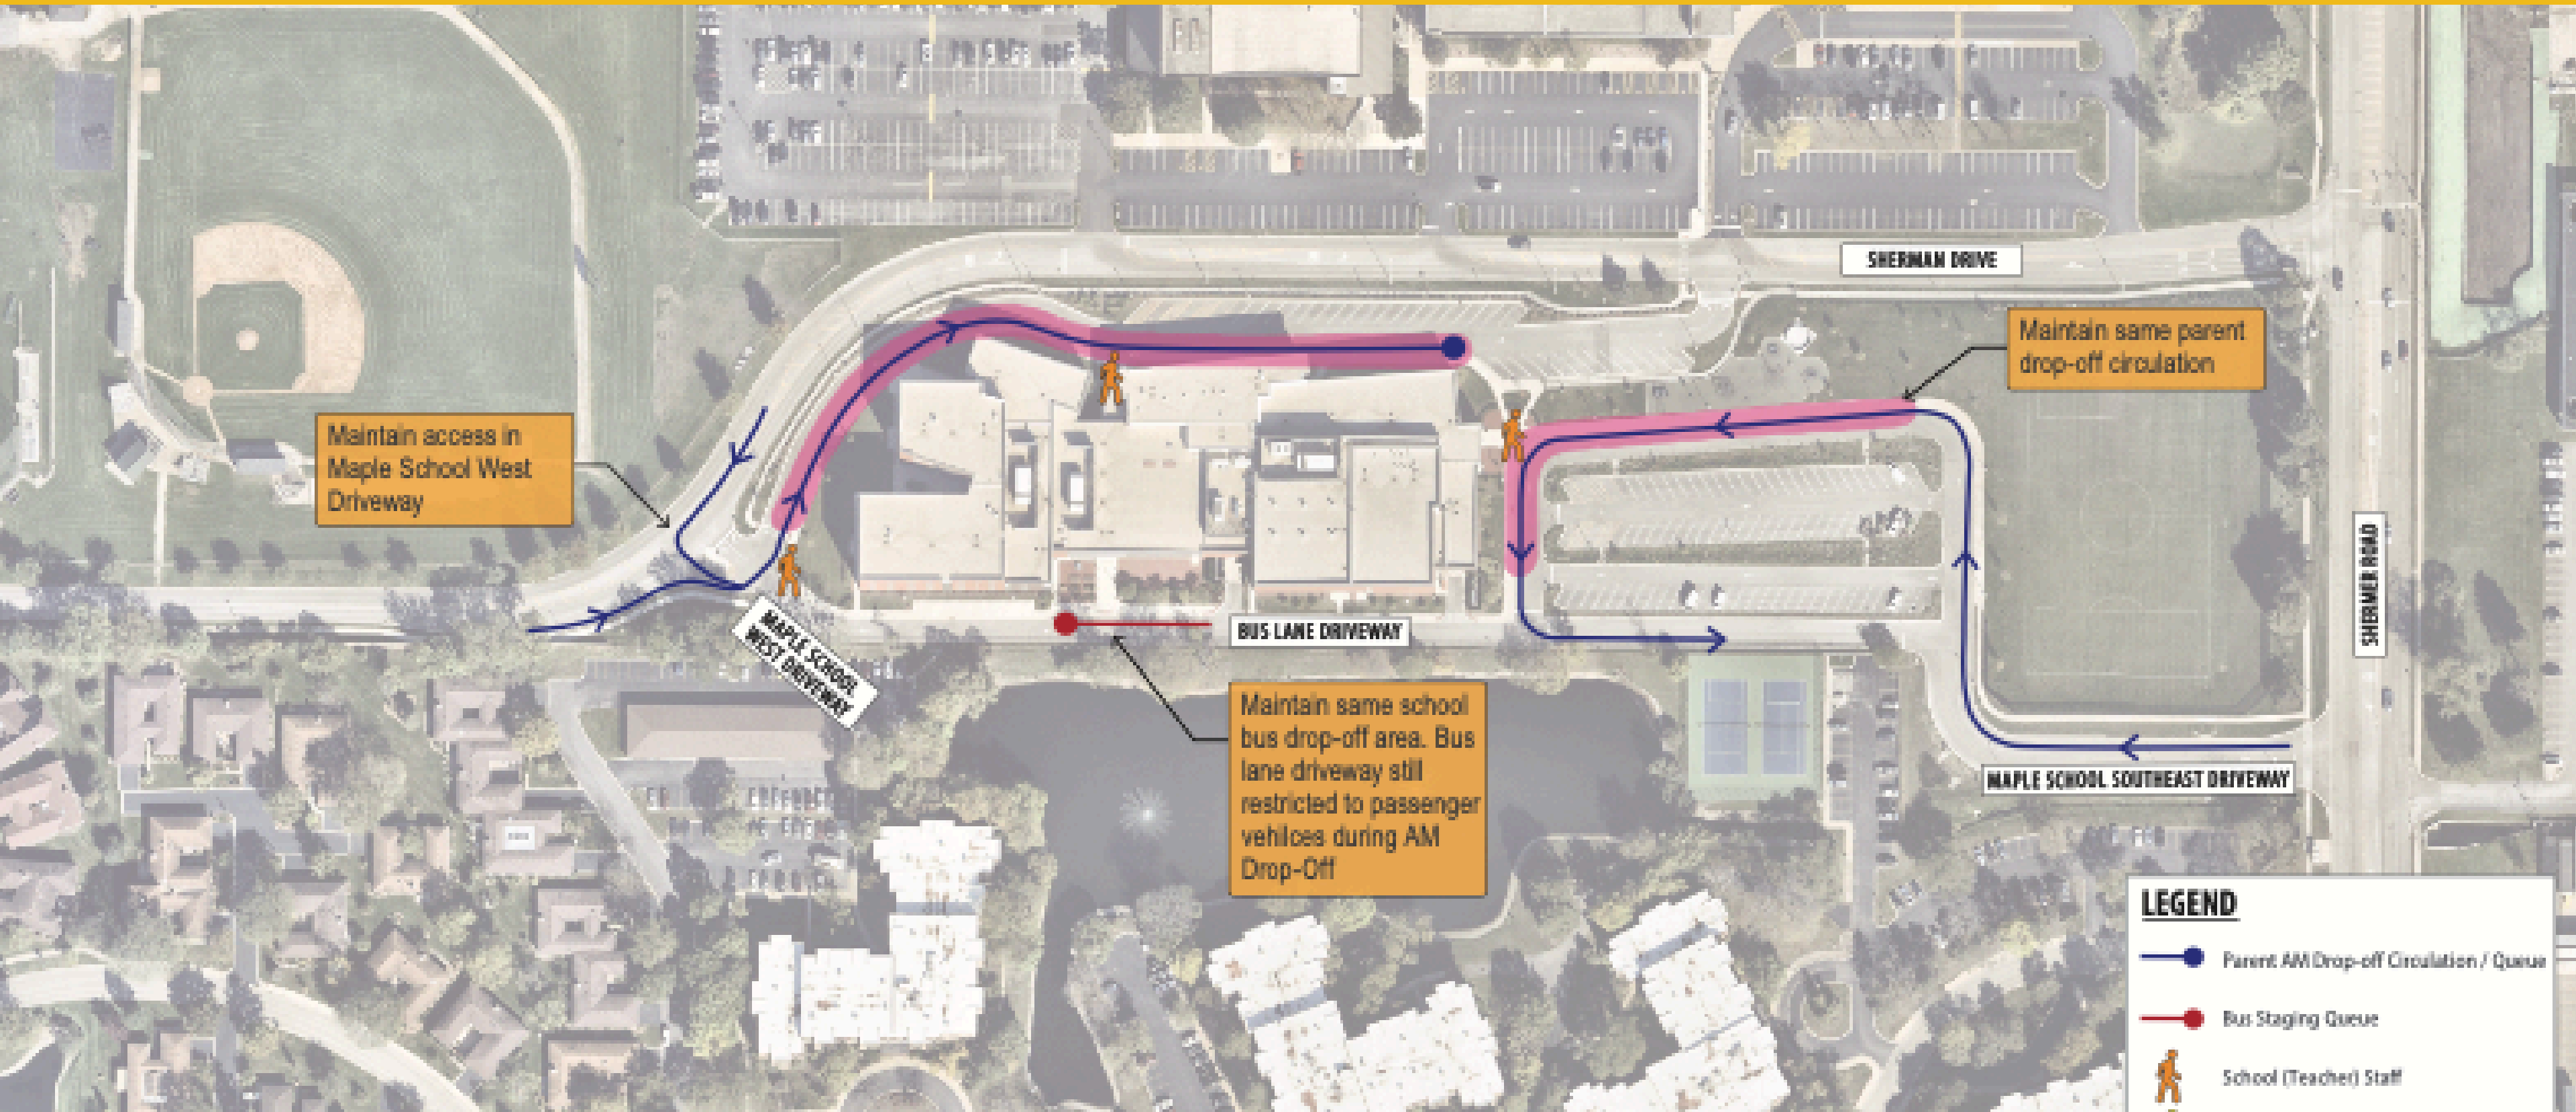 SHERMAN DRIVE
Maintain same parent
drop-off circulation
Maintain access in
Maple School West
Driveway
SHERMER ROAD
MAPLE SCHOOL
WEST DRIVEWAY
BUS LANE DRIVEWAY
Maintain same school
bus drop-off area. Bus
lane driveway still
restricted to passenger
vehilces during AM
Drop-Off
MAPLE SCHOOL SOUTHEAST DRIVEWAY
LEGEND
Parent AM Drop-off Circulation / Queue
Bus Staging Queue
School (Teacher) Staff